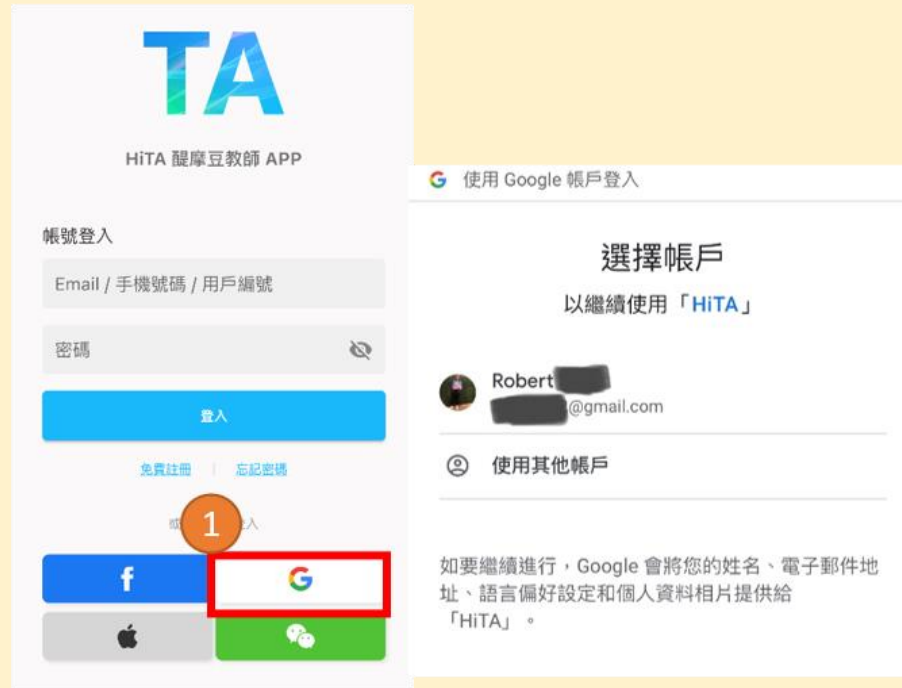 TA
HiTA 醍摩豆教師 APP
帳號登入
Email / 手機號碼 / 用戶編號
密碼
登入
免費註冊 | 忘記密碼
1
入
f
G
G 使用 Google 帳戶登入
選擇帳戶
以繼續使用「HiTA」
Robert
@gmail.com
使用其他帳戶
如要繼續進行，Google 會將您的姓名、電子郵件地
址、語言偏好設定和個人資料相片提供給
「HiTA」。